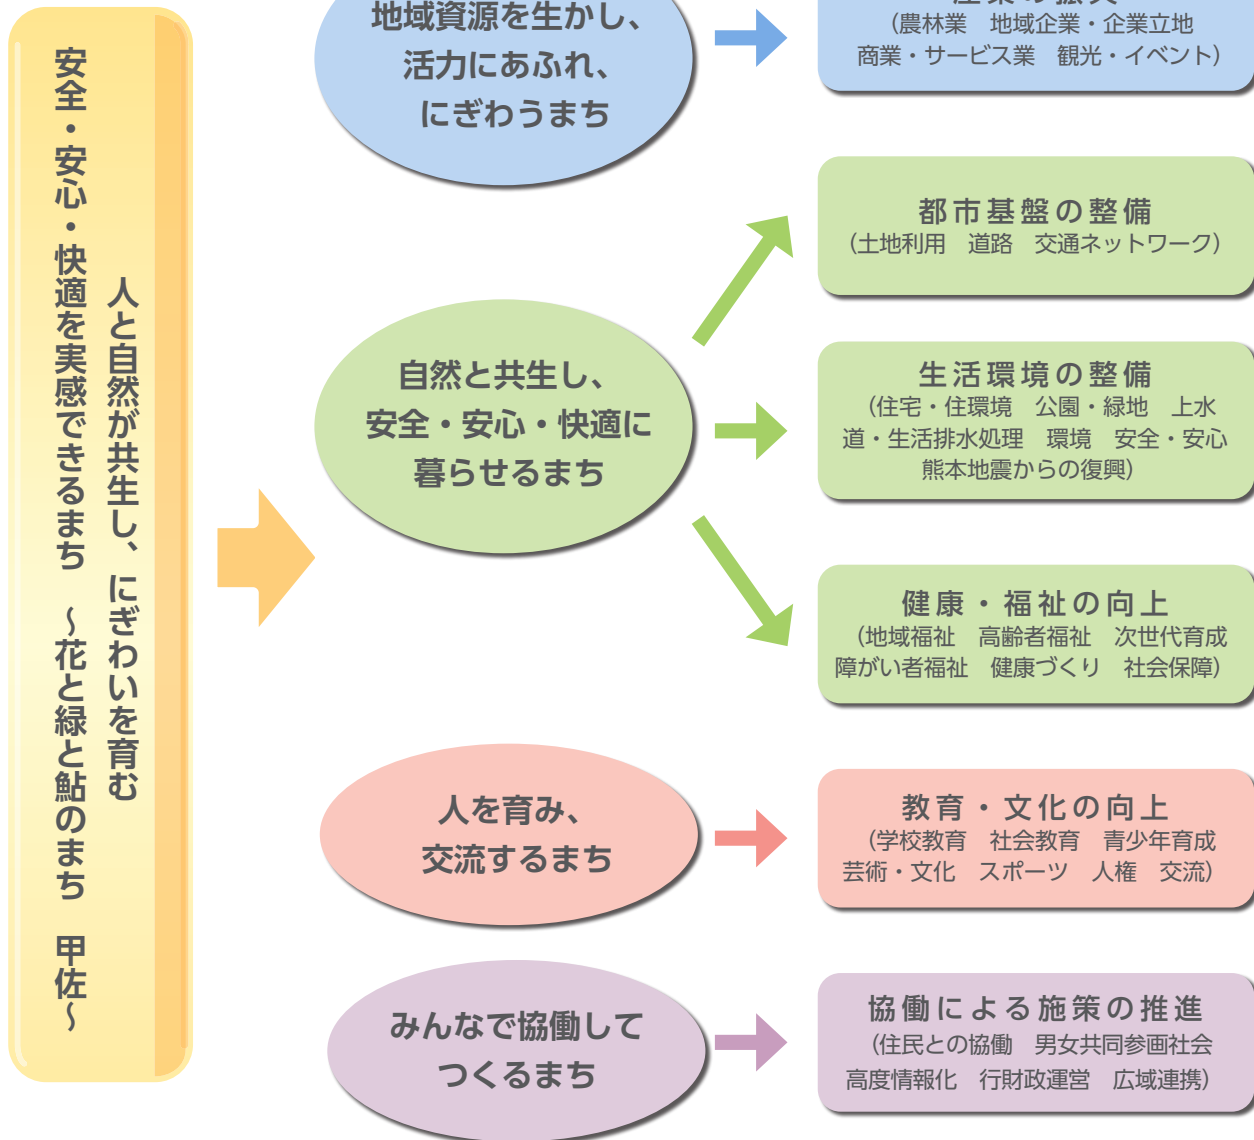 人と自然が共生し、にぎわいを育む
安全・安心・快適を実感できるまち　～花と緑と鮎のまち　甲佐～
地域資源を生かし、
活力にあふれ、
にぎわうまち
（農林業　地域企業・企業立地
商業・サービス業　観光・イベント）
自然と共生し、
安全・安心・快適に
暮らせるまち
都市基盤の整備
（土地利用　道路　交通ネットワーク）
生活環境の整備
（住宅・住環境　公園・緑地　上水
道・生活排水処理　環境　安全・安心
熊本地震からの復興）
健康・福祉の向上
（地域福祉　高齢者福祉　次世代育成
障がい者福祉　健康づくり　社会保障）
人を育み、
交流するまち
教育・文化の向上
（学校教育　社会教育　青少年育成
芸術・文化　スポーツ　人権　交流）
みんなで協働して
つくるまち
協働による施策の推進
（住民との協働　男女共同参画社会
高度情報化　行財政運営　広域連携）